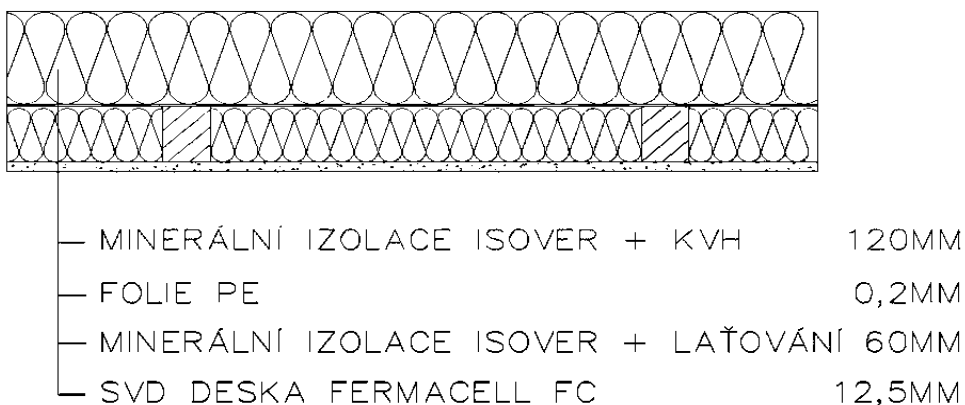 MINERÁLNÍ IZOLACE ISOVER + KVH 120MM
FOLIE PE 0,2MM
MINERÁLNÍ IZOLACE ISOVER + LAŤOVÁNÍ 60MM
SVD DESKA FERMACELL FC 12,5MM